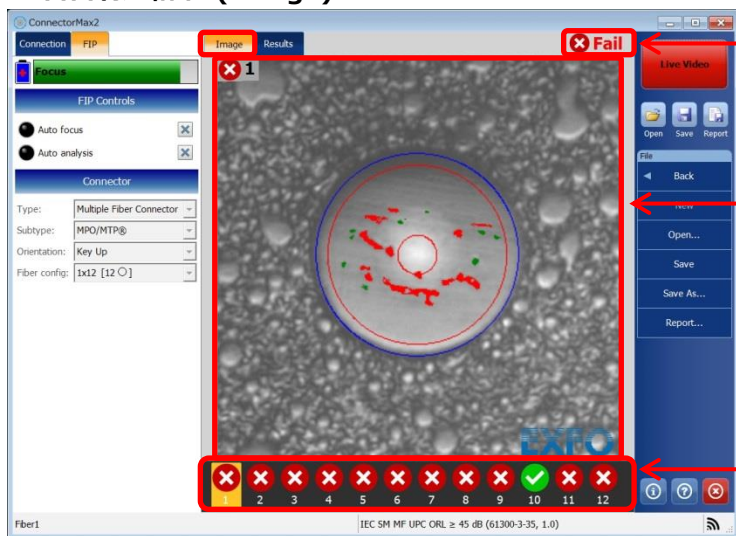 ConnectorMax2
Connection FIP
Image Results
Fail
Focus
FIP Controls
Auto focus
Auto analysis
Connector
Type: Multiple Fiber Connector
Subtype: MPO/MTP®
Orientation: Key Up
Fiber config: 1x12 [12 O]
1
EXFO
1 2 3 4 5 6 7 8 9 10 11 12
Live Video
Open Save Report
File
Back
New
Open...
Save
Save As...
Report...
Fiber1
IEC SM MF UPC ORL ≥ 45 dB (61300-3-35, 1.0)